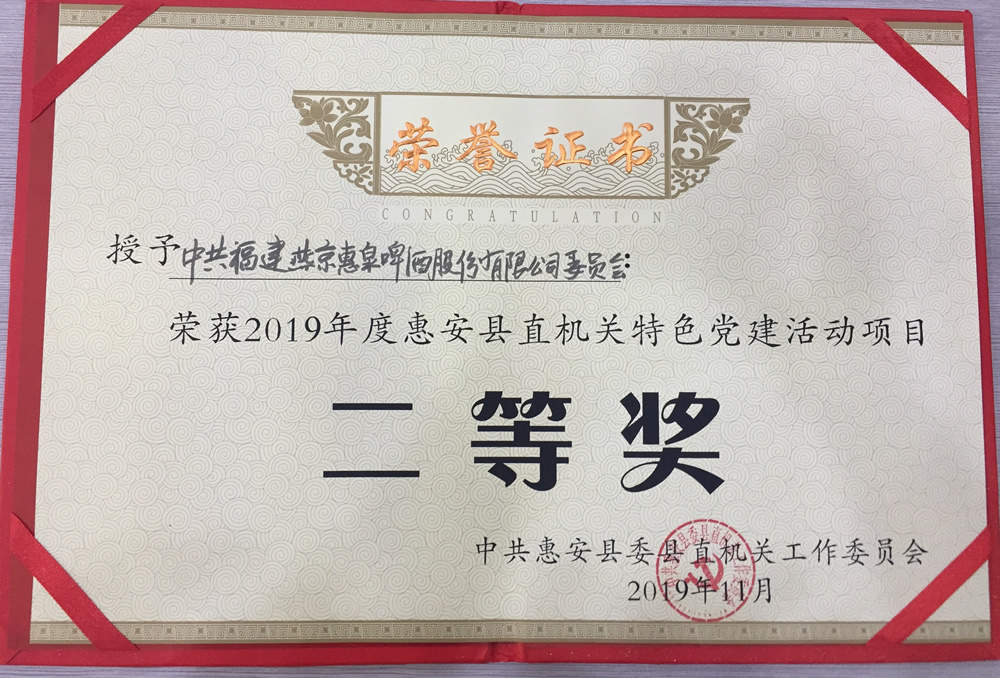 荣誉证书
CONGRATULATION
授予中共福建燕京惠泉啤酒股份有限公司委员会:
荣获2019年度惠安县直机关特色党建活动项目
二等奖
中共惠安县委县直机关工作委员会
2019年11月